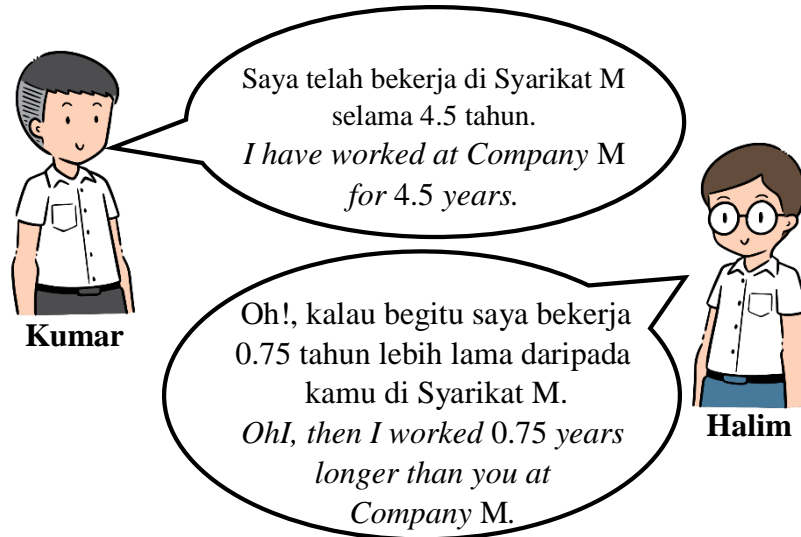 Saya telah bekerja di Syarikat M
selama 4.5 tahun.
I have worked at Company M
for 4.5 years.
Kumar
Oh!, kalau begitu saya bekerja
0.75 tahun lebih lama daripada
kamu di Syarikat M.
OhI, then I worked 0.75 years
longer than you at
Company M.
Halim